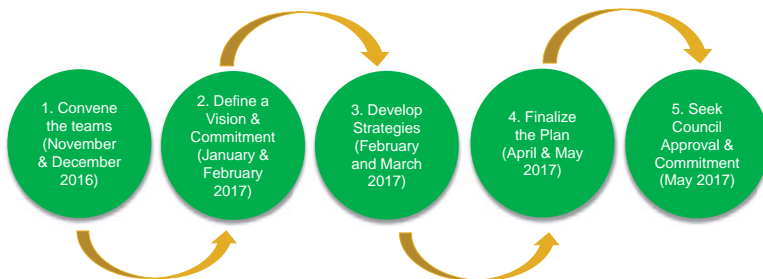 1. Convene
the teams
(November
& December
2016)
2. Define a
Vision &
Commitment
(January &
February
2017)
3. Develop
Strategies
(February
and March
2017)
4. Finalize
the Plan
(April & May
2017)
5. Seek
Council
Approval &
Commitment
(May 2017)